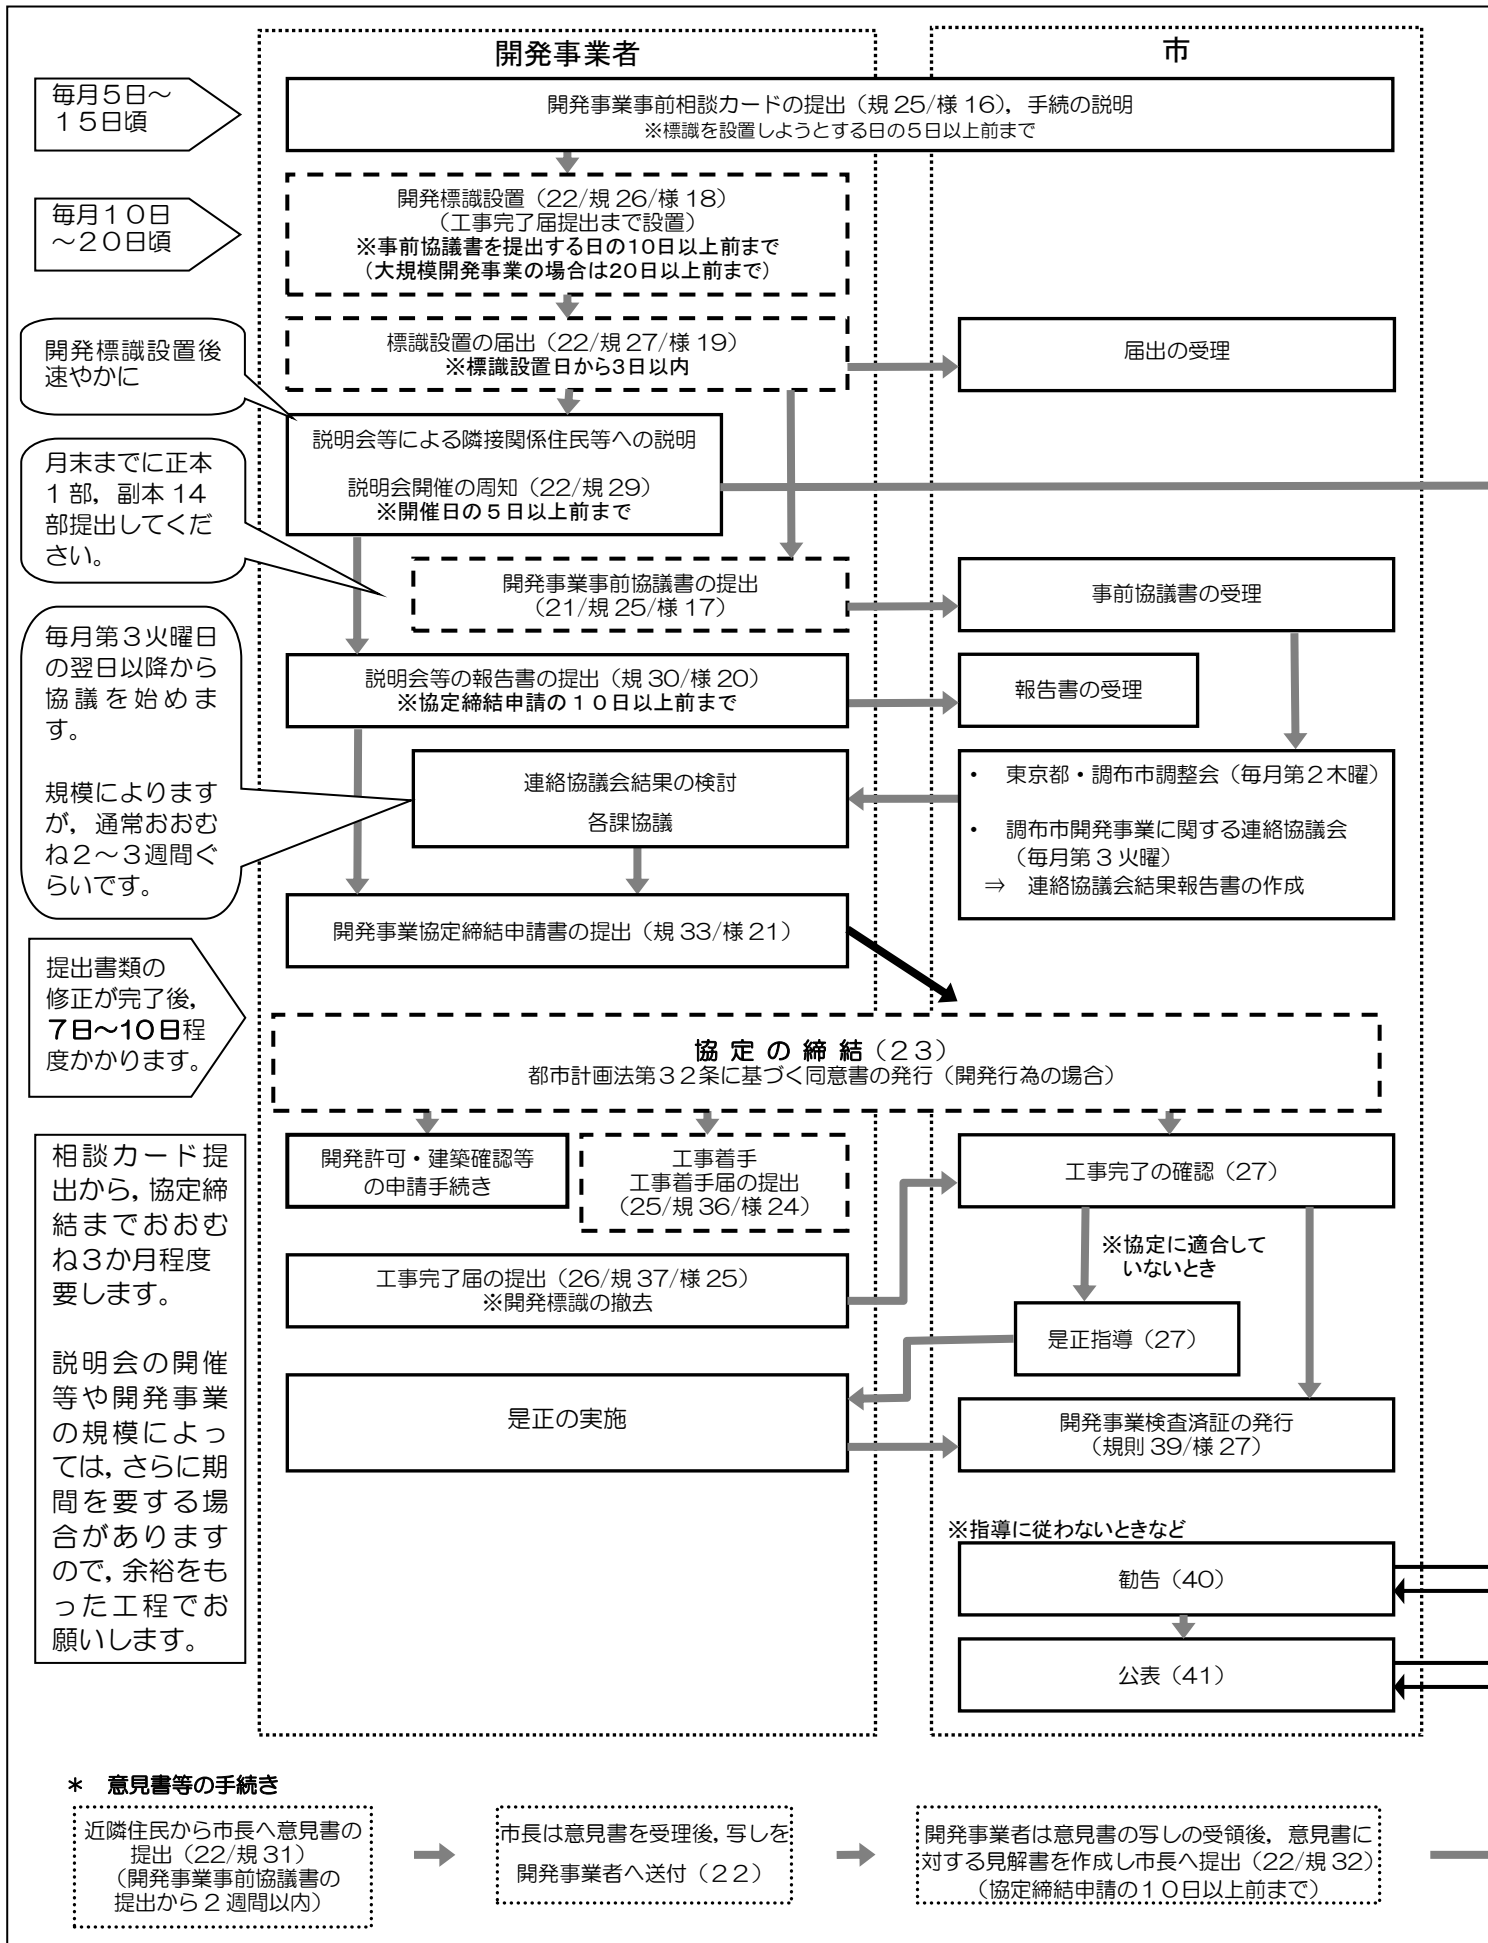 開発事業者
市
毎月５日～
１５日頃
開発事業事前相談カードの提出（規 25/様 16），手続の説明
※標識を設置しようとする日の５日以上前まで
毎月１０日
～２０日頃
開発標識設置（22/規 26/様 18）
（工事完了届提出まで設置）
※事前協議書を提出する日の10日以上前まで
（大規模開発事業の場合は20日以上前まで）
開発標識設置後
速やかに
標識設置の届出（22/規 27/様 19）
※標識設置日から3日以内
届出の受理
説明会等による隣接関係住民等への説明
説明会開催の周知（22/規 29）
※開催日の５日以上前まで
月末までに正本
1 部，副本 14
部提出してくだ
さい。
開発事業事前協議書の提出
（21/規 25/様 17）
事前協議書の受理
毎月第３火曜日
の翌日以降から
協議を始めま
す。
規模によります
が，通常おおむ
ね２～３週間ぐ
らいです。
説明会等の報告書の提出（規 30/様 20）
※協定締結申請の１０日以上前まで
報告書の受理
連絡協議会結果の検討
各課協議
・　東京都・調布市調整会（毎月第２木曜）
・　調布市開発事業に関する連絡協議会
（毎月第 3 火曜）
⇒　連絡協議会結果報告書の作成
開発事業協定締結申請書の提出（規 33/様 21）
提出書類の
修正が完了後，
7日～10日程
度かかります。
協 定 の 締 結（２３）
都市計画法第３２条に基づく同意書の発行（開発行為の場合）
相談カード提
出から，協定締
結までおおむ
ね３か月程度
要します。
説明会の開催
等や開発事業
の規模によっ
ては，さらに期
間を要する場
合があります
ので，余裕をも
った工程でお
願いします。
開発許可・建築確認等
の申請手続き
工事着手
工事着手届の提出
（25/規 36/様 24）
工事完了の確認（27）
※協定に適合して
いないとき
工事完了届の提出（26/規 37/様 25）
※開発標識の撤去
是正指導（27）
是正の実施
開発事業検査済証の発行
（規則 39/様 27）
※指導に従わないときなど
勧告（40）
公表（41）
＊　意見書等の手続き
近隣住民から市長へ意見書の
提出（22/規 31）
（開発事業事前協議書の
提出から 2 週間以内）
市長は意見書を受理後，写しを
開発事業者へ送付（２２）
開発事業者は意見書の写しの受領後，意見書に
対する見解書を作成し市長へ提出（22/規 32）
（協定締結申請の１０日以上前まで）